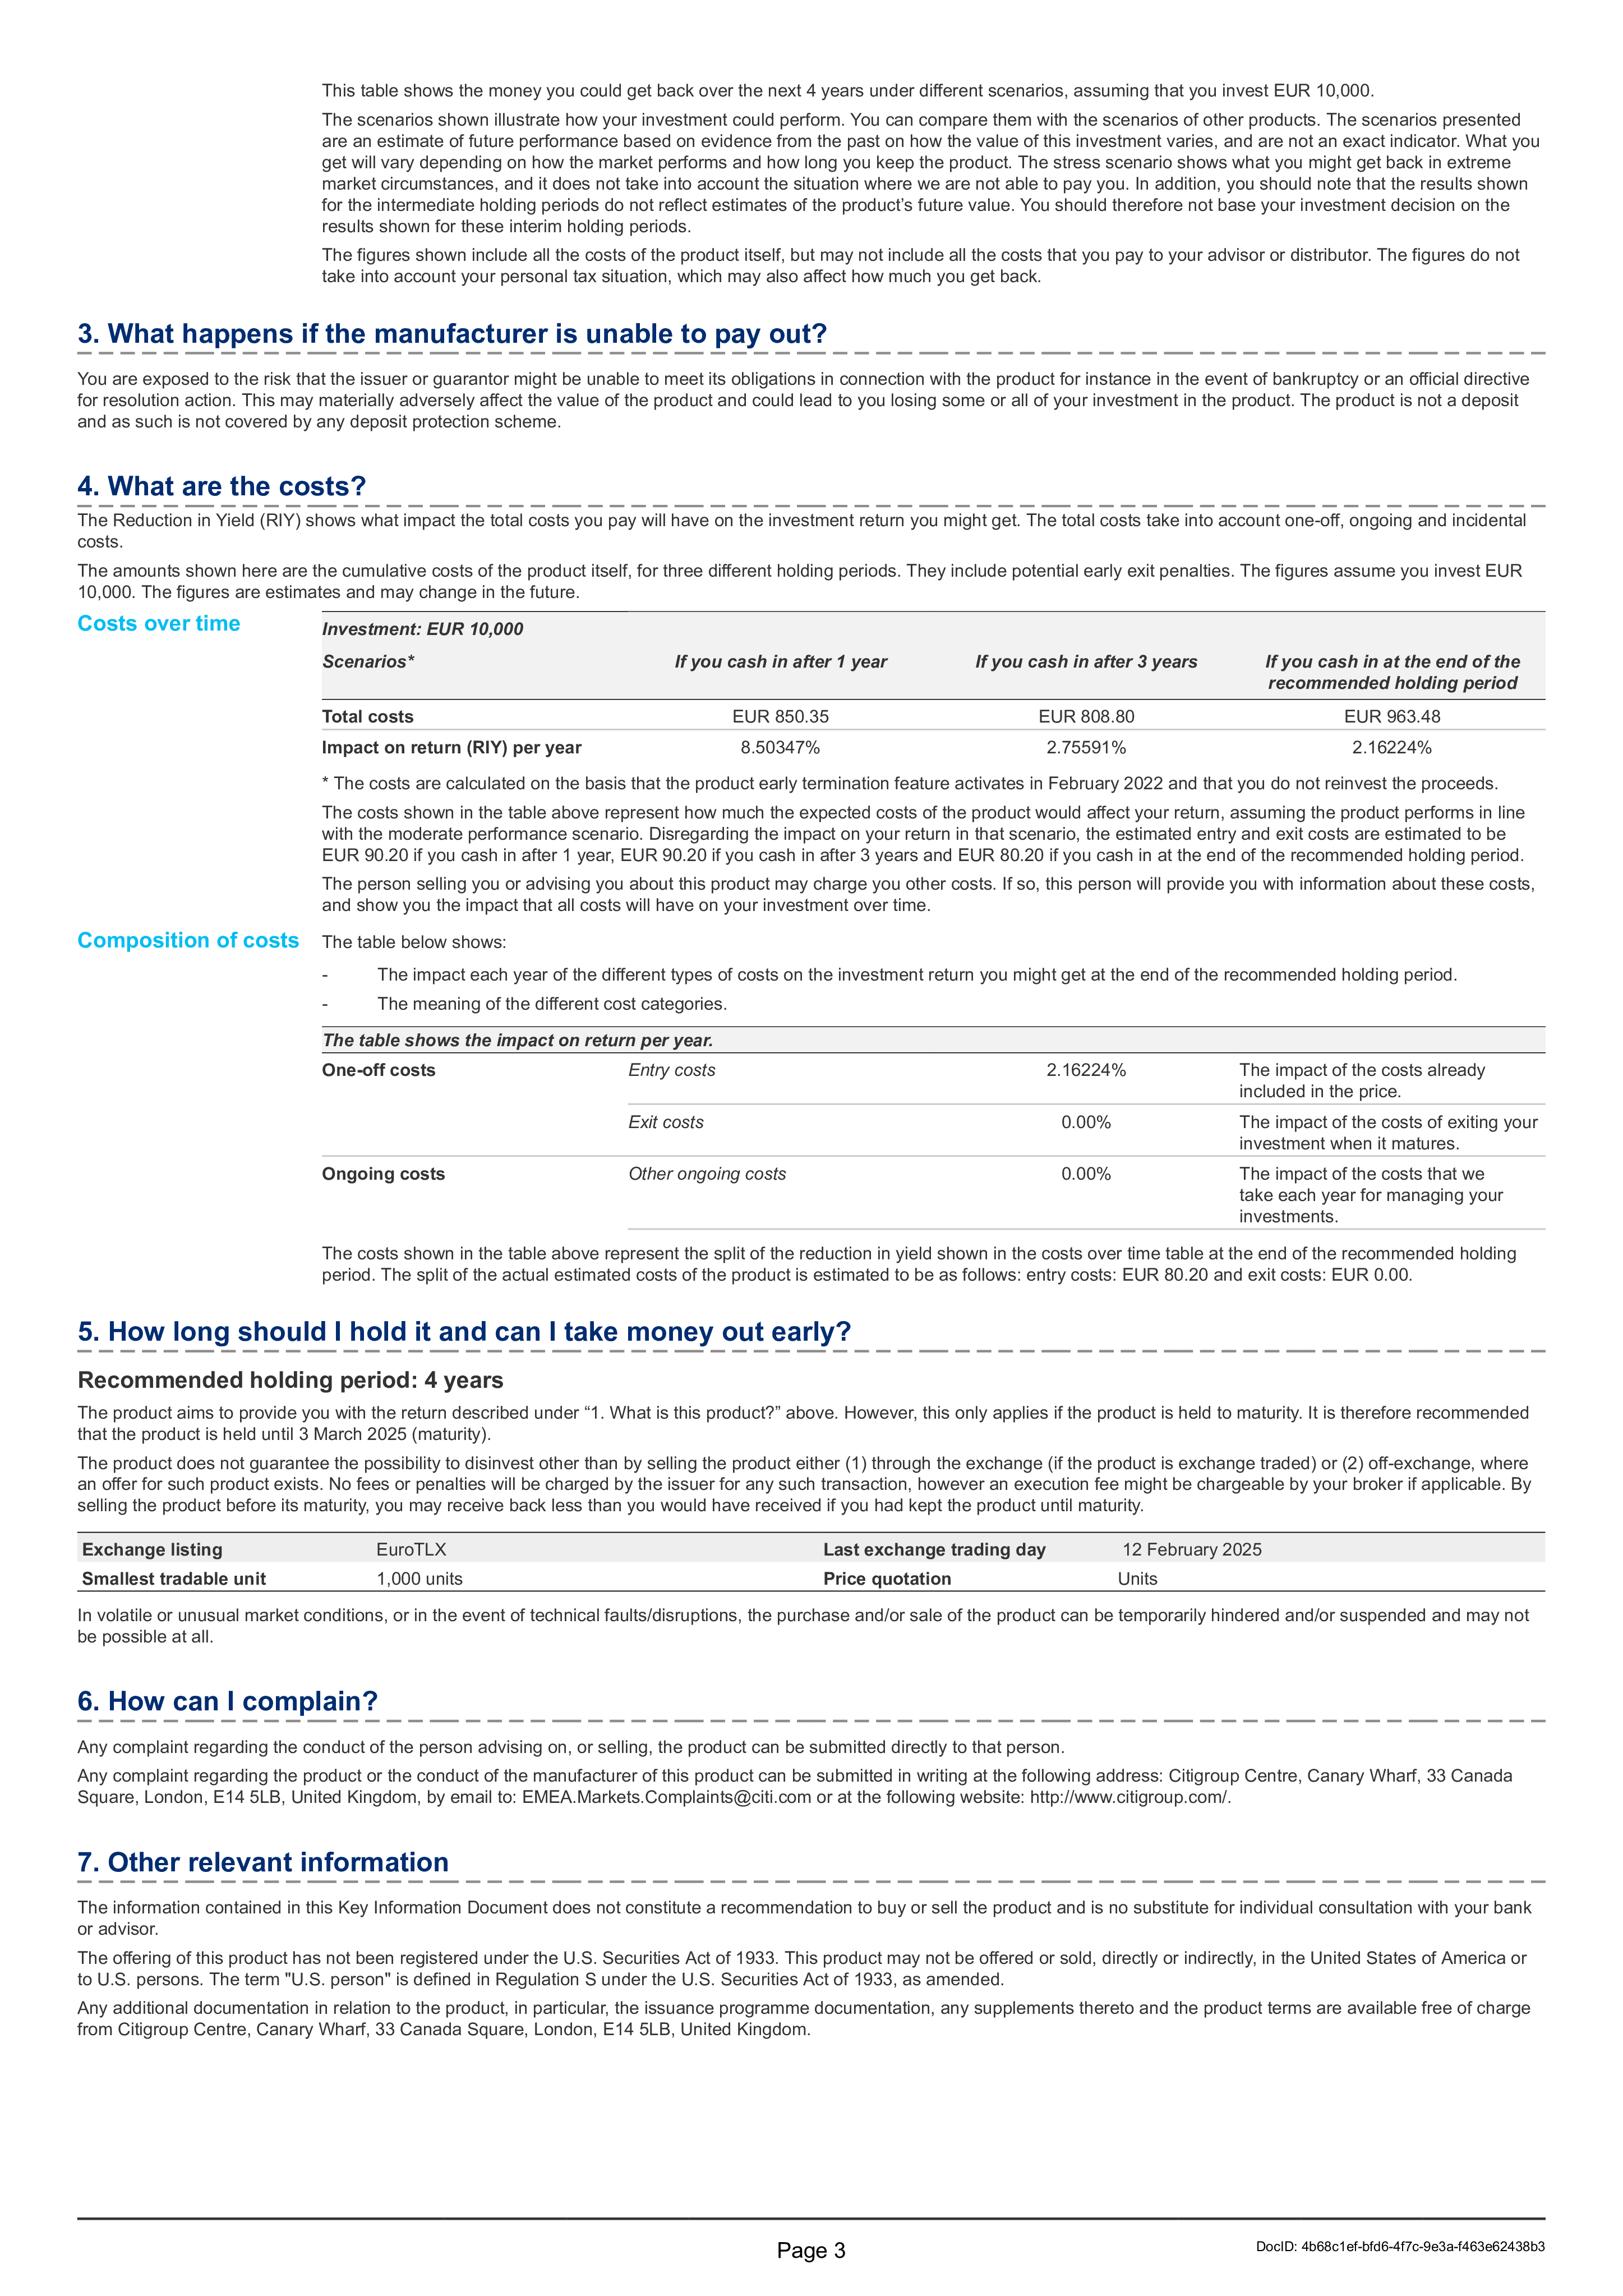 This table shows the money you could get back over the next 4 years under different scenarios, assuming that you invest EUR 10,000.
The scenarios shown illustrate how your investment could perform. You can compare them with the scenarios of other products. The scenarios presented
are an estimate of future performance based on evidence from the past on how the value of this investment varies, and are not an exact indicator. What you
get will vary depending on how the market performs and how long you keep the product. The stress scenario shows what you might get back in extreme
market circumstances, and it does not take into account the situation where we are not able to pay you. In addition, you should note that the results shown
for the intermediate holding periods do not reflect estimates of the product’s future value. You should therefore not base your investment decision on the
results shown for these interim holding periods.
The figures shown include all the costs of the product itself, but may not include all the costs that you pay to your advisor or distributor. The figures do not
take into account your personal tax situation, which may also affect how much you get back.
3. What happens if the manufacturer is unable to pay out?
You are exposed to the risk that the issuer or guarantor might be unable to meet its obligations in connection with the product for instance in the event of bankruptcy or an official directive
for resolution action. This may materially adversely affect the value of the product and could lead to you losing some or all of your investment in the product. The product is not a deposit
and as such is not covered by any deposit protection scheme.
4. What are the costs?
The Reduction in Yield (RIY) shows what impact the total costs you pay will have on the investment return you might get. The total costs take into account one-off, ongoing and incidental
costs.
The amounts shown here are the cumulative costs of the product itself, for three different holding periods. They include potential early exit penalties. The figures assume you invest EUR
10,000. The figures are estimates and may change in the future.
Costs over time
Investment: EUR 10,000
Scenarios* If you cash in after 1 year If you cash in after 3 years If you cash in at the end of the
recommended holding period
Total costs EUR 850.35 EUR 808.80 EUR 963.48
Impact on return (RIY) per year 8.50347% 2.75591% 2.16224%
* The costs are calculated on the basis that the product early termination feature activates in February 2022 and that you do not reinvest the proceeds.
The costs shown in the table above represent how much the expected costs of the product would affect your return, assuming the product performs in line
with the moderate performance scenario. Disregarding the impact on your return in that scenario, the estimated entry and exit costs are estimated to be
EUR 90.20 if you cash in after 1 year, EUR 90.20 if you cash in after 3 years and EUR 80.20 if you cash in at the end of the recommended holding period.
The person selling you or advising you about this product may charge you other costs. If so, this person will provide you with information about these costs,
and show you the impact that all costs will have on your investment over time.
Composition of costs
The table below shows:
- The impact each year of the different types of costs on the investment return you might get at the end of the recommended holding period.
- The meaning of the different cost categories.
The table shows the impact on return per year.
One-off costs Entry costs 2.16224% The impact of the costs already
included in the price.
Exit costs 0.00% The impact of the costs of exiting your
investment when it matures.
Ongoing costs Other ongoing costs 0.00% The impact of the costs that we
take each year for managing your
investments.
The costs shown in the table above represent the split of the reduction in yield shown in the costs over time table at the end of the recommended holding
period. The split of the actual estimated costs of the product is estimated to be as follows: entry costs: EUR 80.20 and exit costs: EUR 0.00.
5. How long should I hold it and can I take money out early?
Recommended holding period: 4 years
The product aims to provide you with the return described under “1. What is this product?” above. However, this only applies if the product is held to maturity. It is therefore recommended
that the product is held until 3 March 2025 (maturity).
The product does not guarantee the possibility to disinvest other than by selling the product either (1) through the exchange (if the product is exchange traded) or (2) off-exchange, where
an offer for such product exists. No fees or penalties will be charged by the issuer for any such transaction, however an execution fee might be chargeable by your broker if applicable. By
selling the product before its maturity, you may receive back less than you would have received if you had kept the product until maturity.
Exchange listing EuroTLX Last exchange trading day 12 February 2025
Smallest tradable unit 1,000 units Price quotation Units
In volatile or unusual market conditions, or in the event of technical faults/disruptions, the purchase and/or sale of the product can be temporarily hindered and/or suspended and may not
be possible at all.
6. How can I complain?
Any complaint regarding the conduct of the person advising on, or selling, the product can be submitted directly to that person.
Any complaint regarding the product or the conduct of the manufacturer of this product can be submitted in writing at the following address: Citigroup Centre, Canary Wharf, 33 Canada
Square, London, E14 5LB, United Kingdom, by email to: EMEA.Markets.Complaints@citi.com or at the following website: http://www.citigroup.com/.
7. Other relevant information
The information contained in this Key Information Document does not constitute a recommendation to buy or sell the product and is no substitute for individual consultation with your bank
or advisor.
The offering of this product has not been registered under the U.S. Securities Act of 1933. This product may not be offered or sold, directly or indirectly, in the United States of America or
to U.S. persons. The term "U.S. person" is defined in Regulation S under the U.S. Securities Act of 1933, as amended.
Any additional documentation in relation to the product, in particular, the issuance programme documentation, any supplements thereto and the product terms are available free of charge
from Citigroup Centre, Canary Wharf, 33 Canada Square, London, E14 5LB, United Kingdom.
Page 3
DocID: 4b68c1ef-bfd6-4f7c-9e3a-f463e62438b3